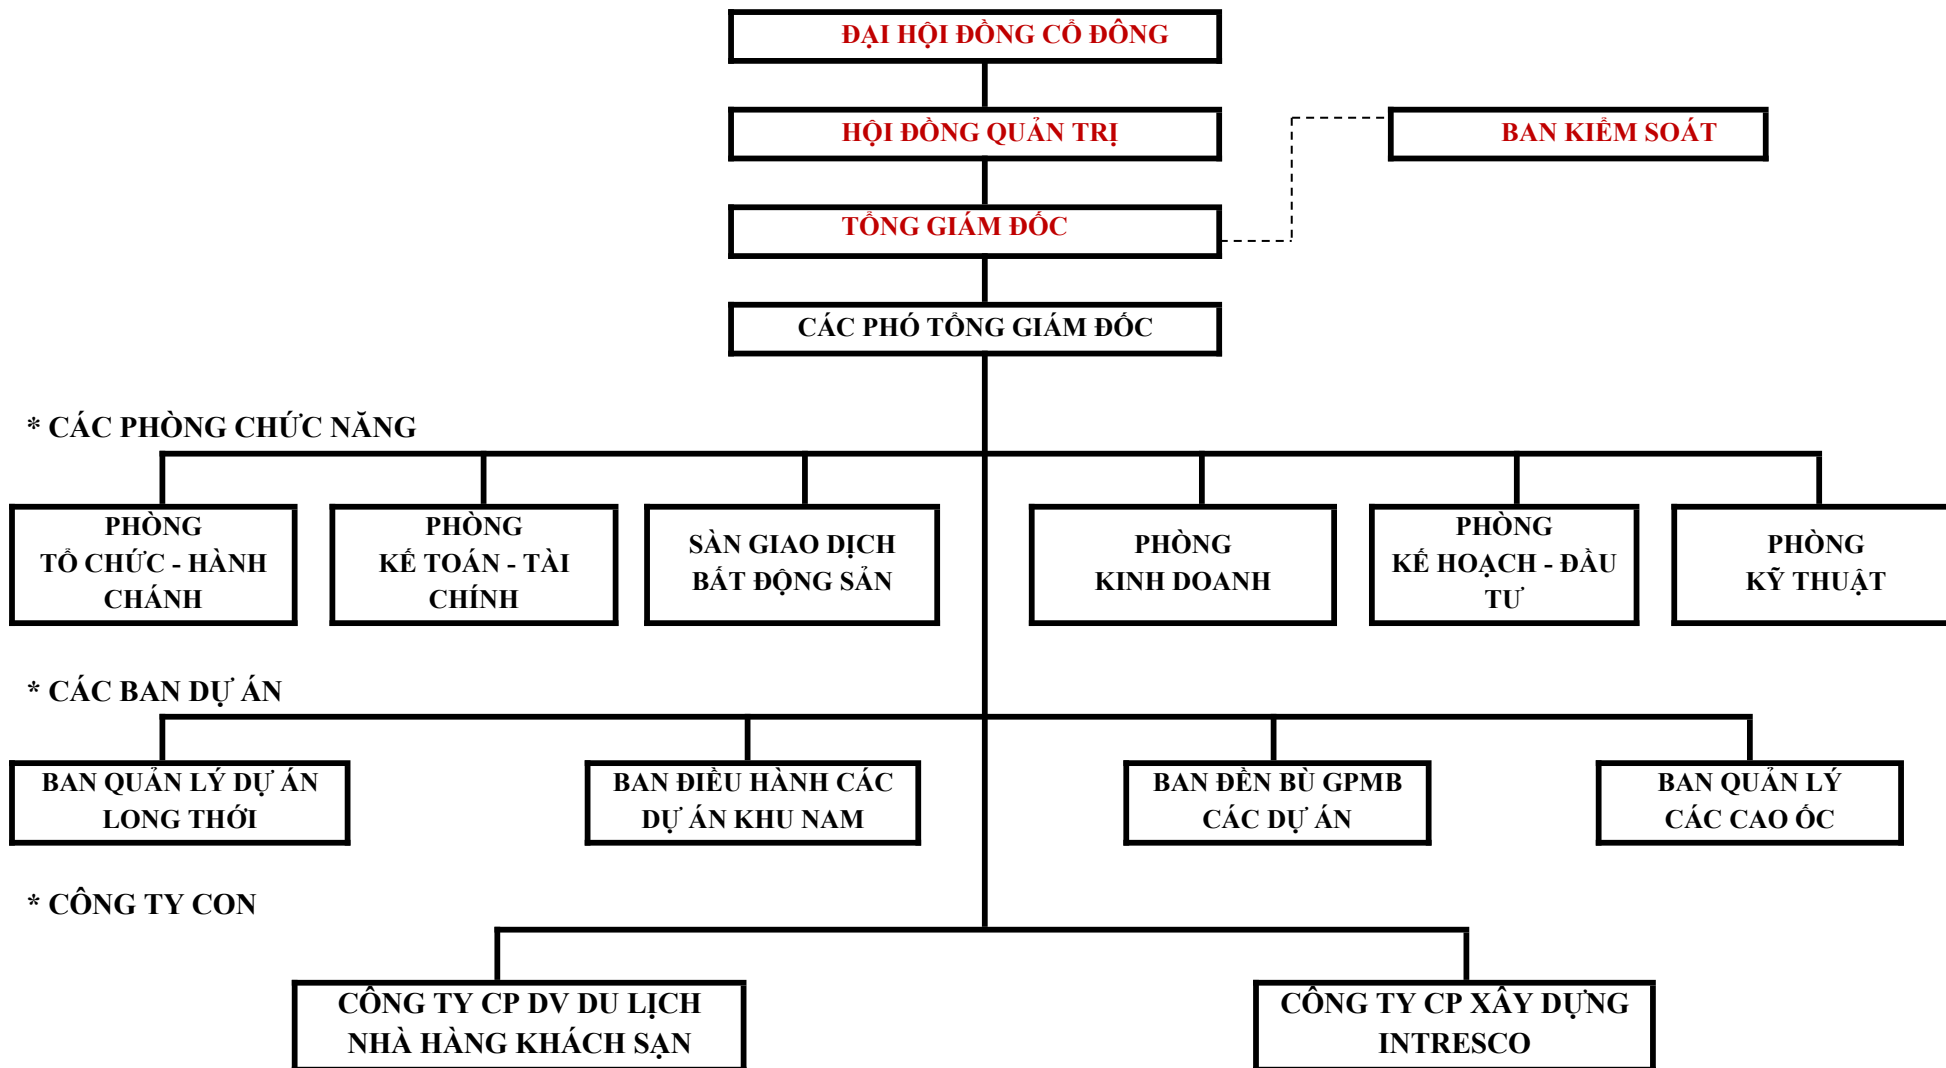 ĐẠI HỘI ĐỒNG CỔ ĐÔNG
HỘI ĐỒNG QUẢN TRỊ
BAN KIỂM SOÁT
TỔNG GIÁM ĐỐC
CÁC PHÓ TỔNG GIÁM ĐỐC
* CÁC PHÒNG CHỨC NĂNG
PHÒNG
TỔ CHỨC - HÀNH
CHÁNH
PHÒNG
KẾ TOÁN - TÀI
CHÍNH
SÀN GIAO DỊCH
BẤT ĐỘNG SẢN
PHÒNG
KINH DOANH
PHÒNG
KẾ HOẠCH - ĐẦU
TƯ
PHÒNG
KỸ THUẬT
* CÁC BAN DỰ ÁN
BAN QUẢN LÝ DỰ ÁN
LONG THỚI
BAN ĐIỀU HÀNH CÁC
DỰ ÁN KHU NAM
BAN ĐỀN BÙ GPMB
CÁC DỰ ÁN
BAN QUẢN LÝ
CÁC CAO ỐC
* CÔNG TY CON
CÔNG TY CP DV DU LỊCH
NHÀ HÀNG KHÁCH SẠN
CÔNG TY CP XÂY DỰNG
INTRESCO